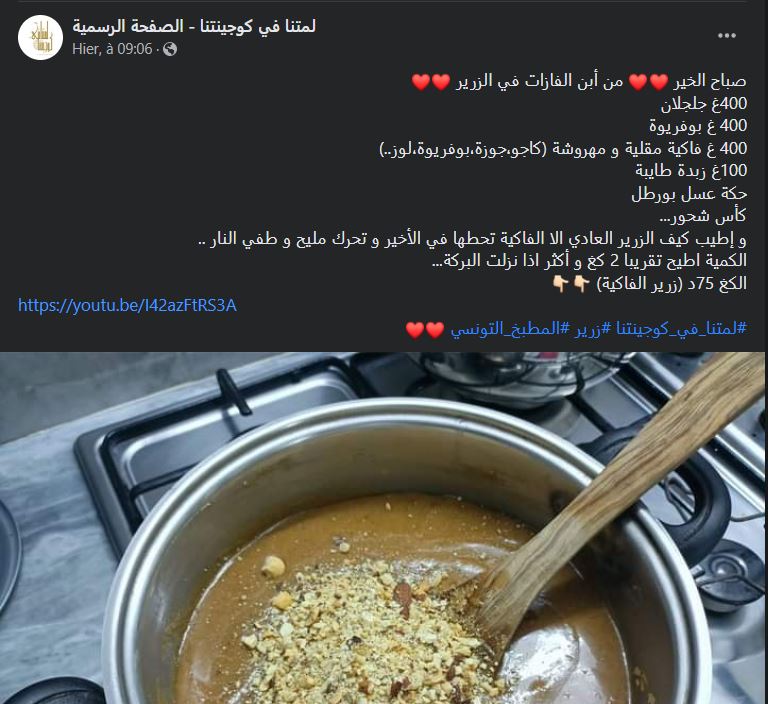 لمتنا في كوجينتنا - الصفحة الرسمية
Hier, à 09:06 ·
صباح الخير ♥️♥️ من أبن الفازات في الزرير ♥️♥️
400غ جلجلان
400 غ بوفريوة
400 غ فاكية مقلية و مهروشة (كاجو،جوزة،بوفريوة،لوز..)
100غ زبدة طايبة
حكة عسل بورطل
كأس شحور...
و إطيب كيف الزرير العادي الا الفاكية تحطها في الأخير و تحرك مليح و طفي النار ..
الكمية اطيح تقريبا 2 كغ و أكثر اذا نزلت البركة...
الكغ 75د (زرير الفاكية) 👇🏻👇🏻
https://youtu.be/I42azFtRS3A
#لمتنا_في_كوجينتنا #زرير #المطبخ_التونسي ♥️♥️